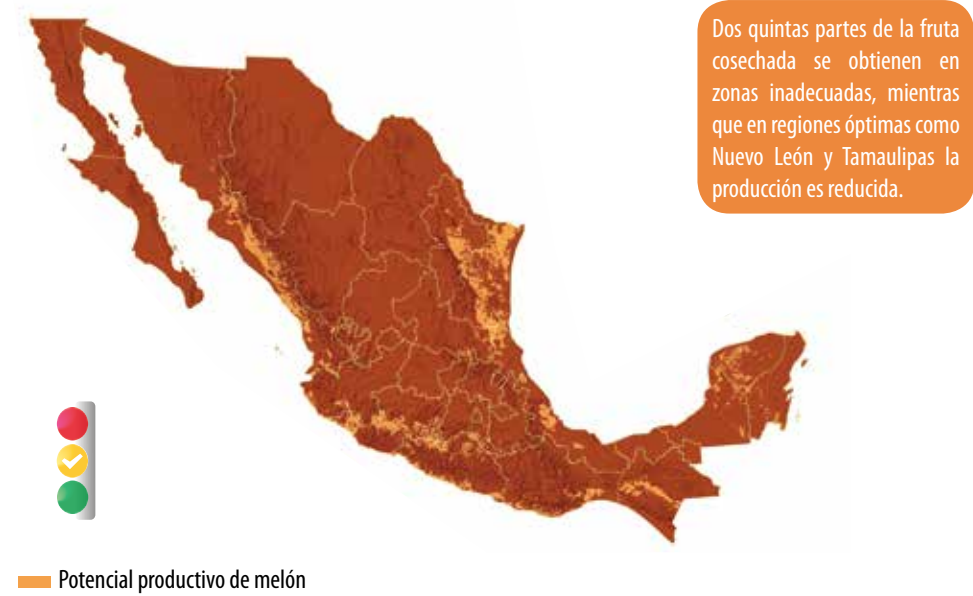 Dos quintas partes de la fruta
cosechada se obtienen en
zonas inadecuadas, mientras
que en regiones óptimas como
Nuevo León y Tamaulipas la
producción es reducida.
Potencial productivo de melón